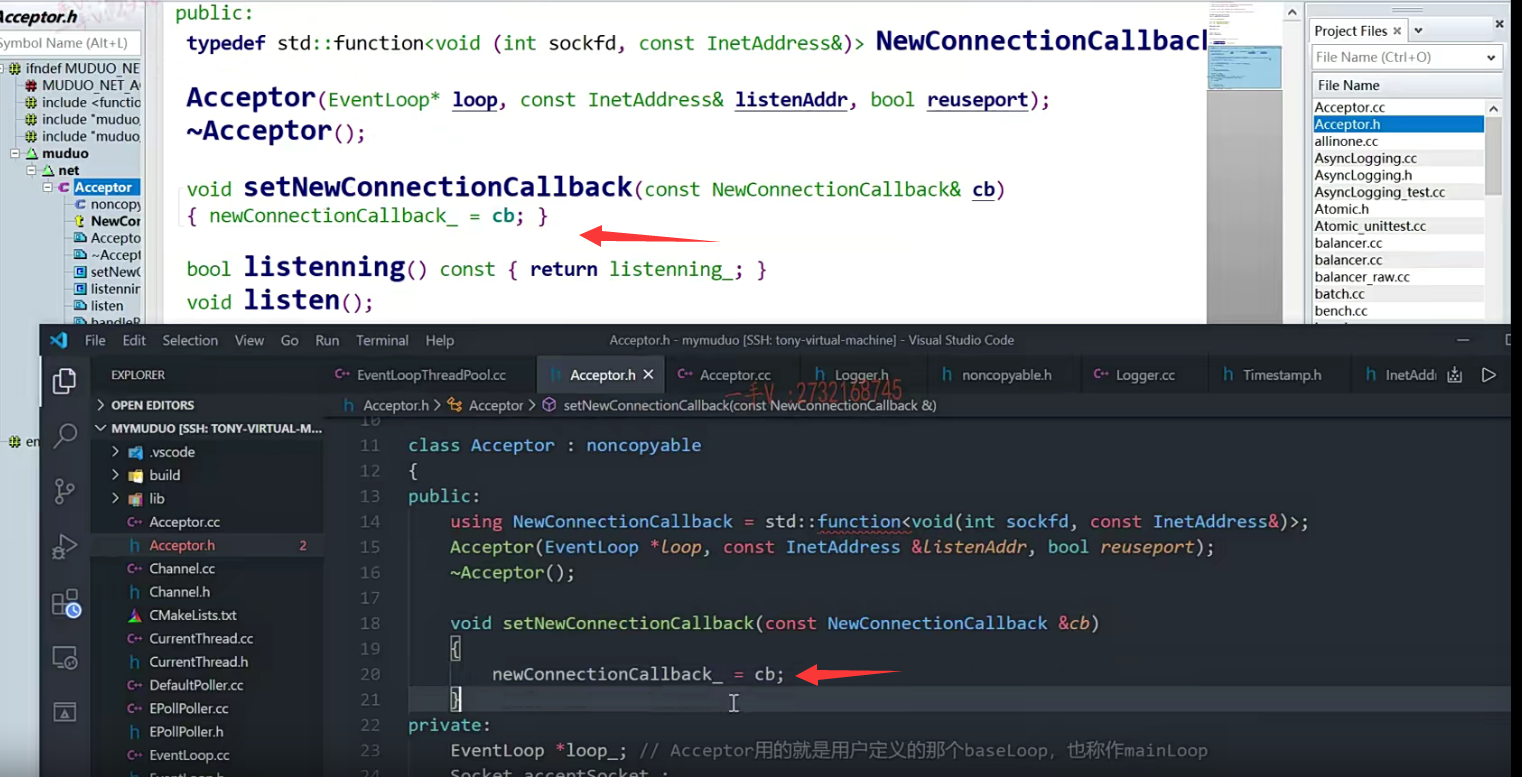 Acceptor.h
Symbol Name (Alt+L)
ifndef MUDUO_NE
MUDUO_NET_A
include <functio
include "muduo
include "muduo
muduo
net
Acceptor
noncopy
NewCor
Accepto
~Accept
setNewC
listennin
listen
public:
typedef std::function<void (int sockfd, const InetAddress&)> NewConnectionCallback
Acceptor(EventLoop* loop, const InetAddress& listenAddr, bool reuseport);
~Acceptor();
void setNewConnectionCallback(const NewConnectionCallback& cb)
{ newConnectionCallback_ = cb; }
bool listenning() const { return listenning_; }
void listen();
Project Files
File Name (Ctrl+O)
File Name
Acceptor.cc
Acceptor.h
allinone.cc
AsyncLogging.cc
AsyncLogging.h
AsyncLogging_test.cc
Atomic.h
Atomic_unittest.cc
balancer.cc
balancer.cc
balancer_raw.cc
batch.cc
bench.cc
File Edit Selection View Go Run Terminal Help
Acceptor.h - mymuduo [SSH: tony-virtual-machine] - Visual Studio Code
EXPLORER
OPEN EDITORS
MYMUDUO [SSH: TONY-VIRTUAL-M...
.vscode
build
lib
Acceptor.cc
Acceptor.h 2
Channel.cc
Channel.h
CMakeLists.txt
CurrentThread.cc
CurrentThread.h
DefaultPoller.cc
EPollPoller.cc
EPollPoller.h
EventLoop.cc
EventLoop.h
EventLoopThreadPool.cc Acceptor.h Acceptor.cc Logger.h noncopyable.h Logger.cc Timestamp.h InetAddr
一手V:2732168745
Acceptor.h > Acceptor > setNewConnectionCallback(const NewConnectionCallback &)
10
11 class Acceptor : noncopyable
12 {
13 public:
14 using NewConnectionCallback = std::function<void(int sockfd, const InetAddress&)>;
15 Acceptor(EventLoop *loop, const InetAddress &listenAddr, bool reuseport);
16 ~Acceptor();
17
18 void setNewConnectionCallback(const NewConnectionCallback &cb)
19 {
20 newConnectionCallback_ = cb;
21 }
22 private:
23 EventLoop *loop_; // Acceptor用的就是用户定义的那个baseLoop, 也称作mainLoop
24 Socket acceptSocket_;